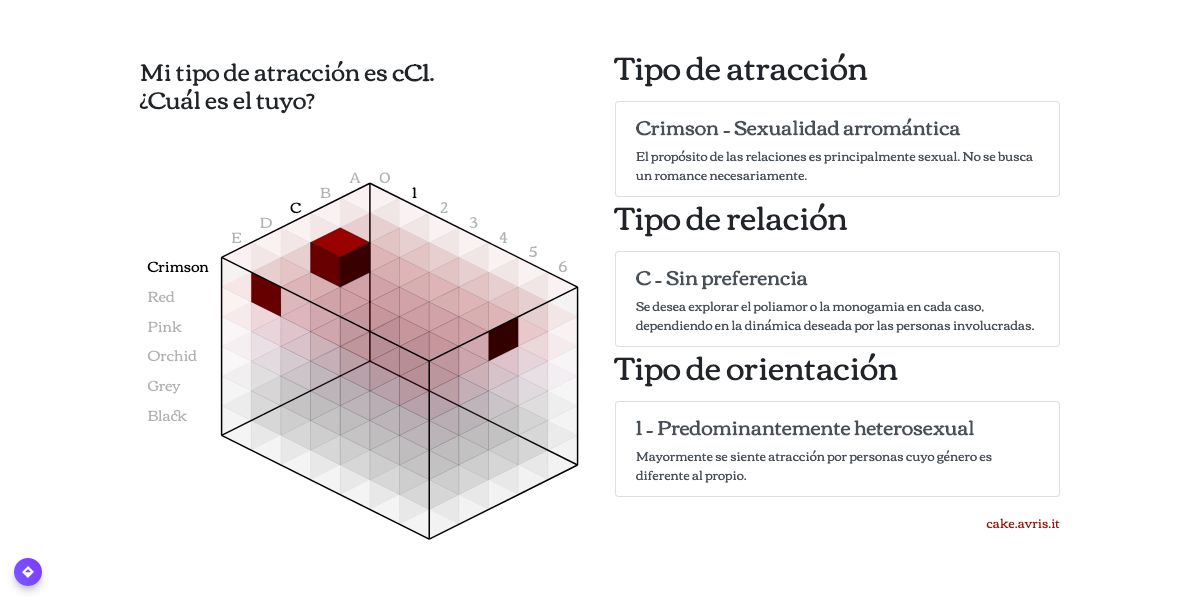 Mi tipo de atracción es cC1.
¿Cuál es el tuyo?
A
B
C
D
E
0
1
2
3
4
5
6
Crimson
Red
Pink
Orchid
Grey
Black
Tipo de atracción
Crimson - Sexualidad arromántica
El propósito de las relaciones es principalmente sexual. No se busca
un romance necesariamente.
Tipo de relación
C - Sin preferencia
Se desea explorar el poliamor o la monogamia en cada caso,
dependiendo en la dinámica deseada por las personas involucradas.
Tipo de orientación
1 - Predominantemente heterosexual
Mayormente se siente atracción por personas cuyo género es
diferente al propio.
cake.avris.it